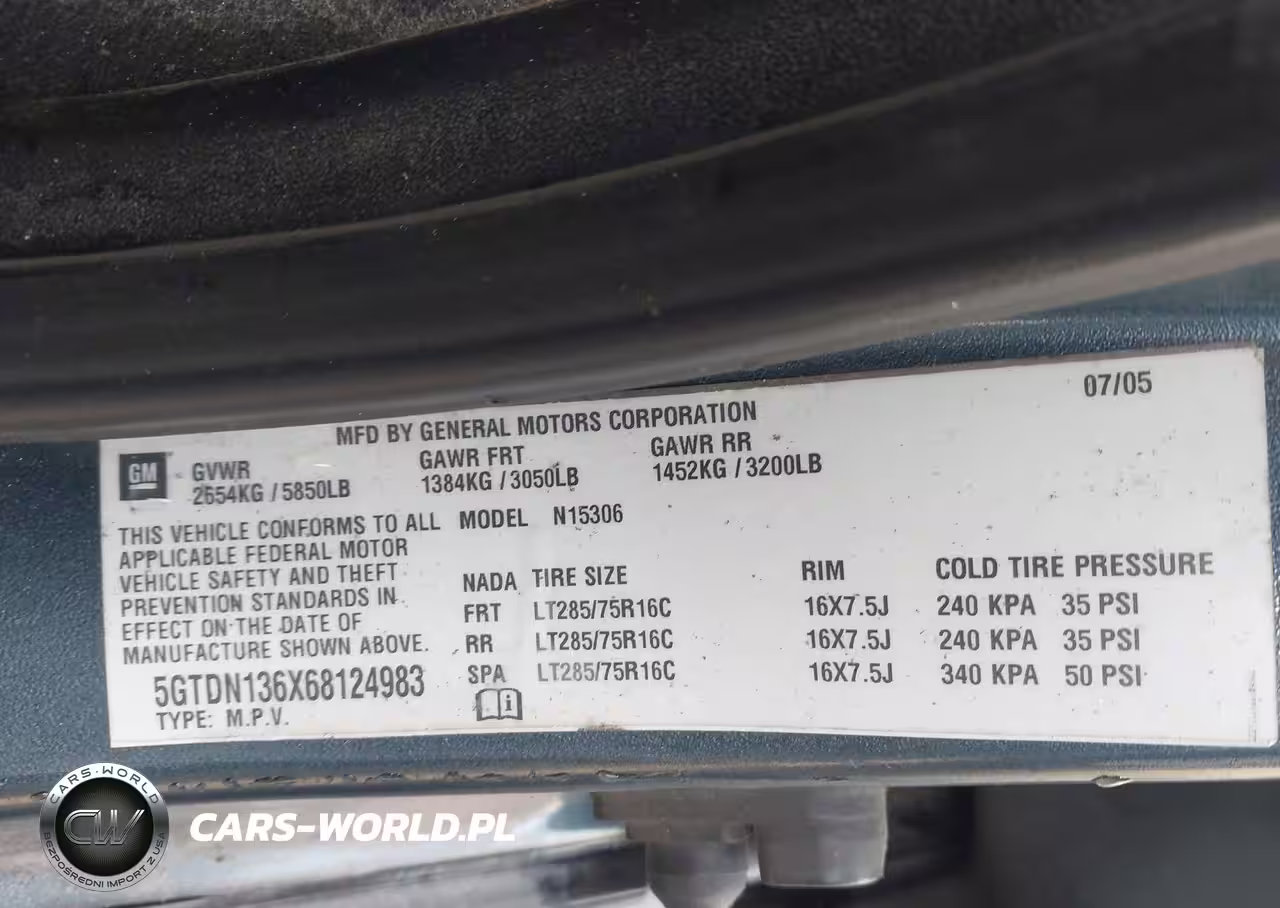 07/05
MFD BY GENERAL MOTORS CORPORATION
GM
GVWR GAWR FRT GAWR RR
2654KG / 5850LB 1384KG / 3050LB 1452KG / 3200LB
THIS VEHICLE CONFORMS TO ALL
APPLICABLE FEDERAL MOTOR
VEHICLE SAFETY AND THEFT
PREVENTION STANDARDS IN
EFFECT ON THE DATE OF
MANUFACTURE SHOWN ABOVE.
5GTDN136X68124983
TYPE: M.P.V.
MODEL N15306
NADA TIRE SIZE RIM COLD TIRE PRESSURE
FRT LT285/75R16C 16X7.5J 240 KPA 35 PSI
RR LT285/75R16C 16X7.5J 240 KPA 35 PSI
SPA LT285/75R16C 16X7.5J 340 KPA 50 PSI
i
CARS-WORLD
CW
BEZPOŚREDNI IMPORT Z USA
CARS-WORLD.PL